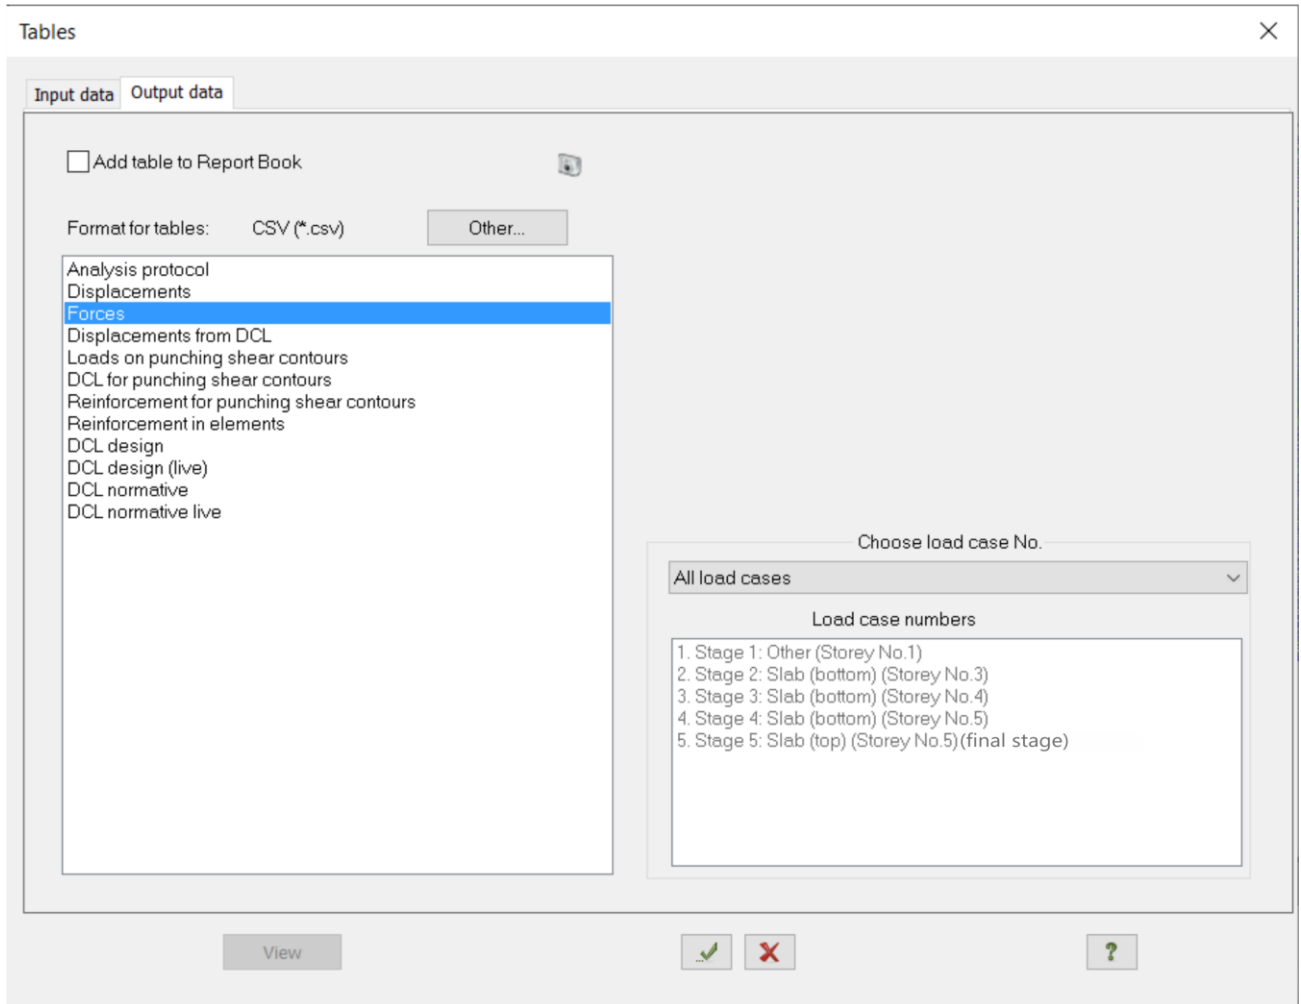 Tables
Input data
Output data
Add table to Report Book
Format for tables: CSV (*.csv) Other...
Analysis protocol
Displacements
Forces
Displacements from DCL
Loads on punching shear contours
DCL for punching shear contours
Reinforcement for punching shear contours
Reinforcement in elements
DCL design
DCL design (live)
DCL normative
DCL normative live
Choose load case No.
All load cases
Load case numbers
1. Stage 1: Other (Storey No.1)
2. Stage 2: Slab (bottom) (Storey No.3)
3. Stage 3: Slab (bottom) (Storey No.4)
4. Stage 4: Slab (bottom) (Storey No.5)
5. Stage 5: Slab (top) (Storey No.5)(final stage)
View
?